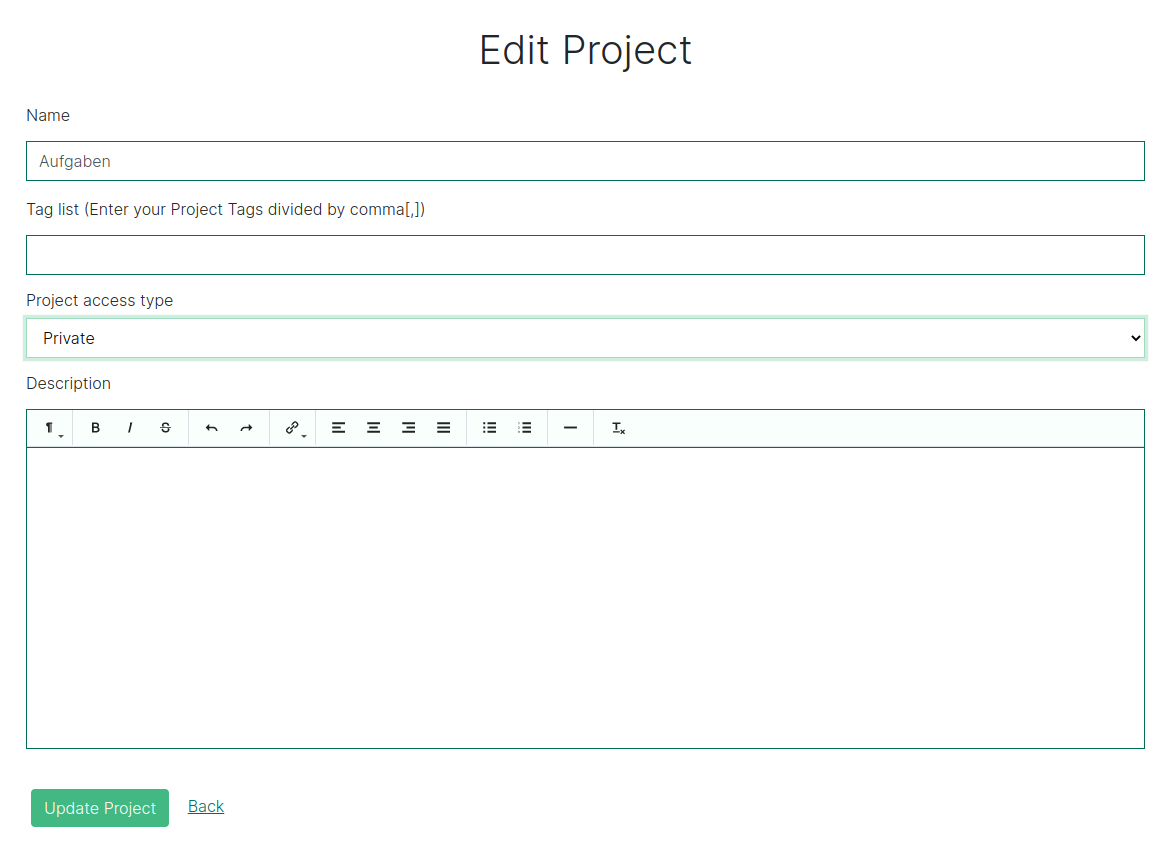 Edit Project
Name
Aufgaben
Tag list (Enter your Project Tags divided by comma[,])
Project access type
Private
Description
Update Project
Back